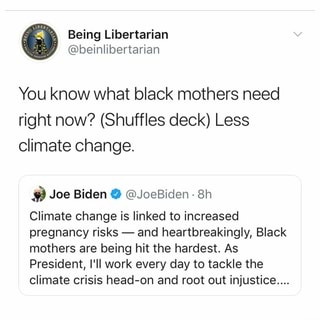 Being Libertarian
@beinlibertarian
You know what black mothers need
right now? (Shuffles deck) Less
climate change.
Joe Biden @JoeBiden · 8h
Climate change is linked to increased
pregnancy risks — and heartbreakingly, Black
mothers are being hit the hardest. As
President, I'll work every day to tackle the
climate crisis head-on and root out injustice....